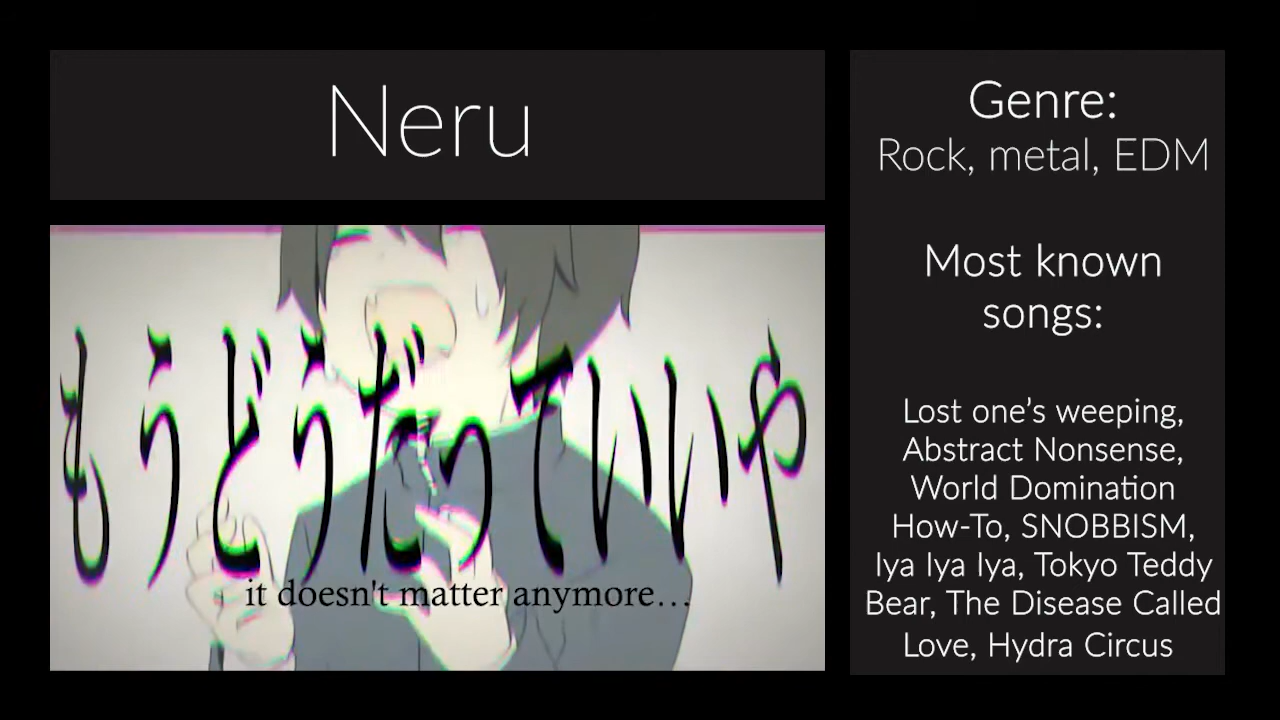 Neru
もうどうだっていいや
it doesn't matter anymore…
Genre:
Rock, metal, EDM
Most known
songs:
Lost one’s weeping,
Abstract Nonsense,
World Domination
How-To, SNOBBISM,
Iya Iya Iya, Tokyo Teddy
Bear, The Disease Called
Love, Hydra Circus